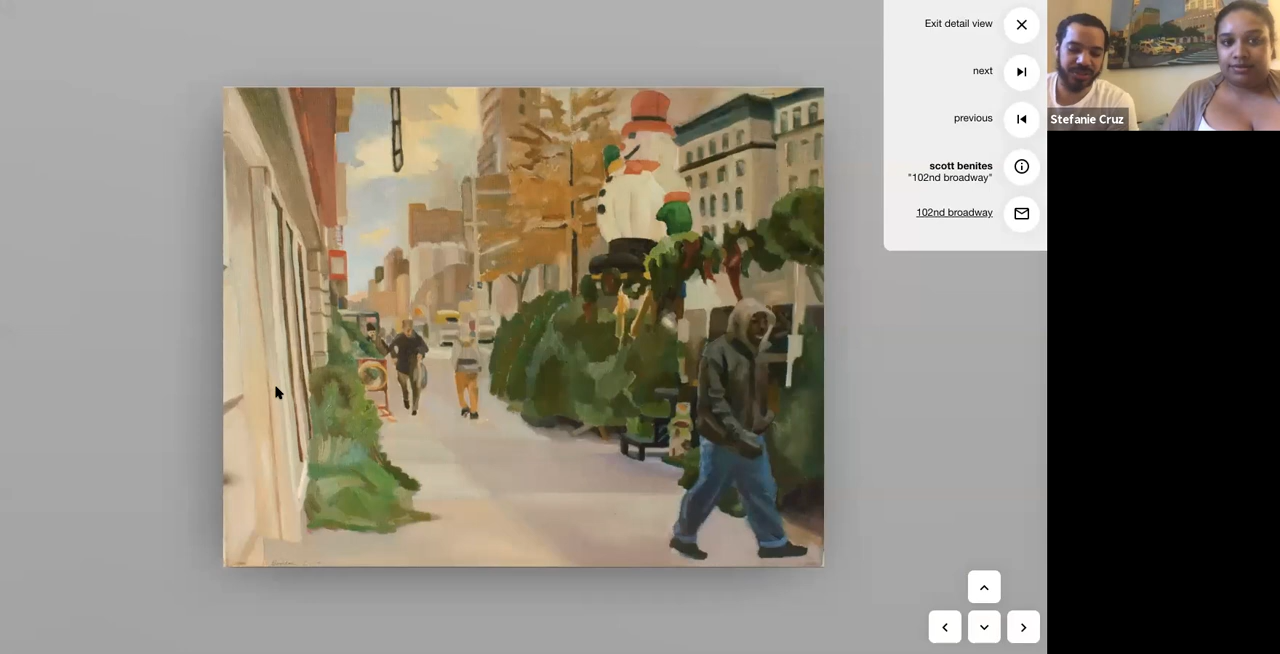 Exit detail view
next
previous
scott benites
"102nd broadway"
102nd broadway
Stefanie Cruz